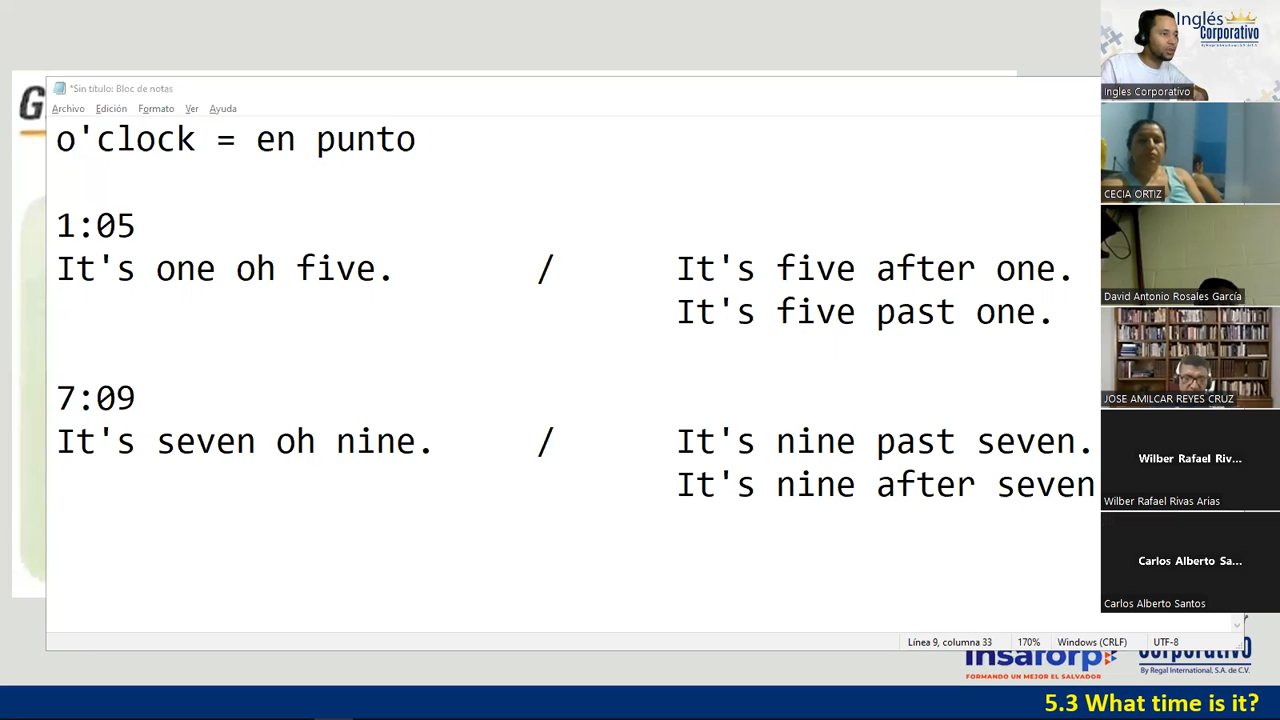 *Sin título: Bloc de notas
Archivo Edición Formato Ver Ayuda
o'clock = en punto
1:05
It's one oh five. / It's five after one.
It's five past one.
7:09
It's seven oh nine. / It's nine past seven.
It's nine after seven
Línea 9, columna 33 170% Windows (CRLF) UTF-8
Inglés
Corporativo
By Regal International, S.A. de C.V.
Ingles Corporativo
CECIA ORTIZ
David Antonio Rosales García
JOSE AMILCAR REYES CRUZ
Wilber Rafael Riv...
Wilber Rafael Rivas Arias
Carlos Alberto Sa...
Carlos Alberto Santos
Insaforp
FORMANDO UN MEJOR EL SALVADOR
Corporativo
By Regal International, S.A. de C.V.
5.3 What time is it?